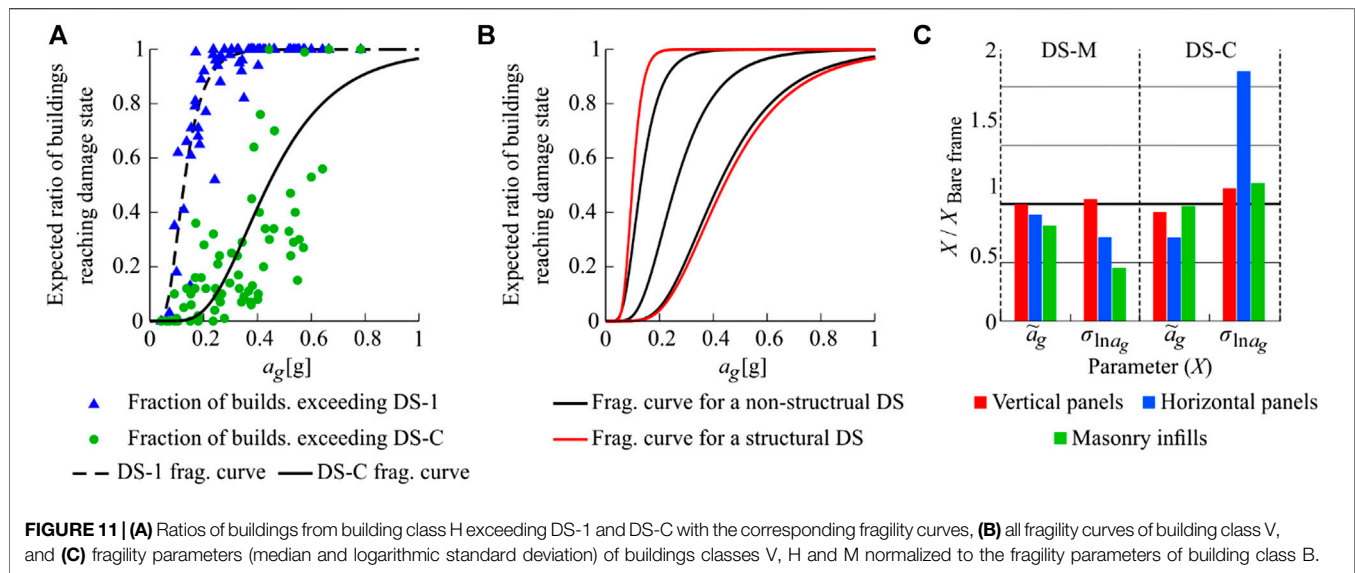 A
Expected ratio of buildings
reaching damage state
1
0.8
0.6
0.4
0.2
0
0 0.2 0.4 0.6 0.8 1
a_g[g]
Fraction of builds. exceeding DS-1
Fraction of builds. exceeding DS-C
DS-1 frag. curve DS-C frag. curve
B
Expected ratio of buildings
reaching damage state
1
0.8
0.6
0.4
0.2
0
0 0.2 0.4 0.6 0.8 1
a_g[g]
Frag. curve for a non-structrual DS
Frag. curve for a structural DS
C
X / X Bare frame
2
1.5
1
0.5
0
DS-M DS-C
ã_g σ_ln a_g ã_g σ_ln a_g
Parameter (X)
Vertical panels Horizontal panels
Masonry infills
FIGURE 11 | (A) Ratios of buildings from building class H exceeding DS-1 and DS-C with the corresponding fragility curves, (B) all fragility curves of building class V,
and (C) fragility parameters (median and logarithmic standard deviation) of buildings classes V, H and M normalized to the fragility parameters of building class B.